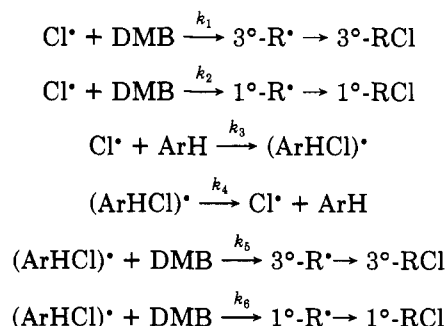 Cl• + DMB —k₁→ 3°-R• → 3°-RCl
Cl• + DMB —k₂→ 1°-R• → 1°-RCl
Cl• + ArH —k₃→ (ArHCl)•
(ArHCl)• —k₄→ Cl• + ArH
(ArHCl)• + DMB —k₅→ 3°-R• → 3°-RCl
(ArHCl)• + DMB —k₆→ 1°-R• → 1°-RCl